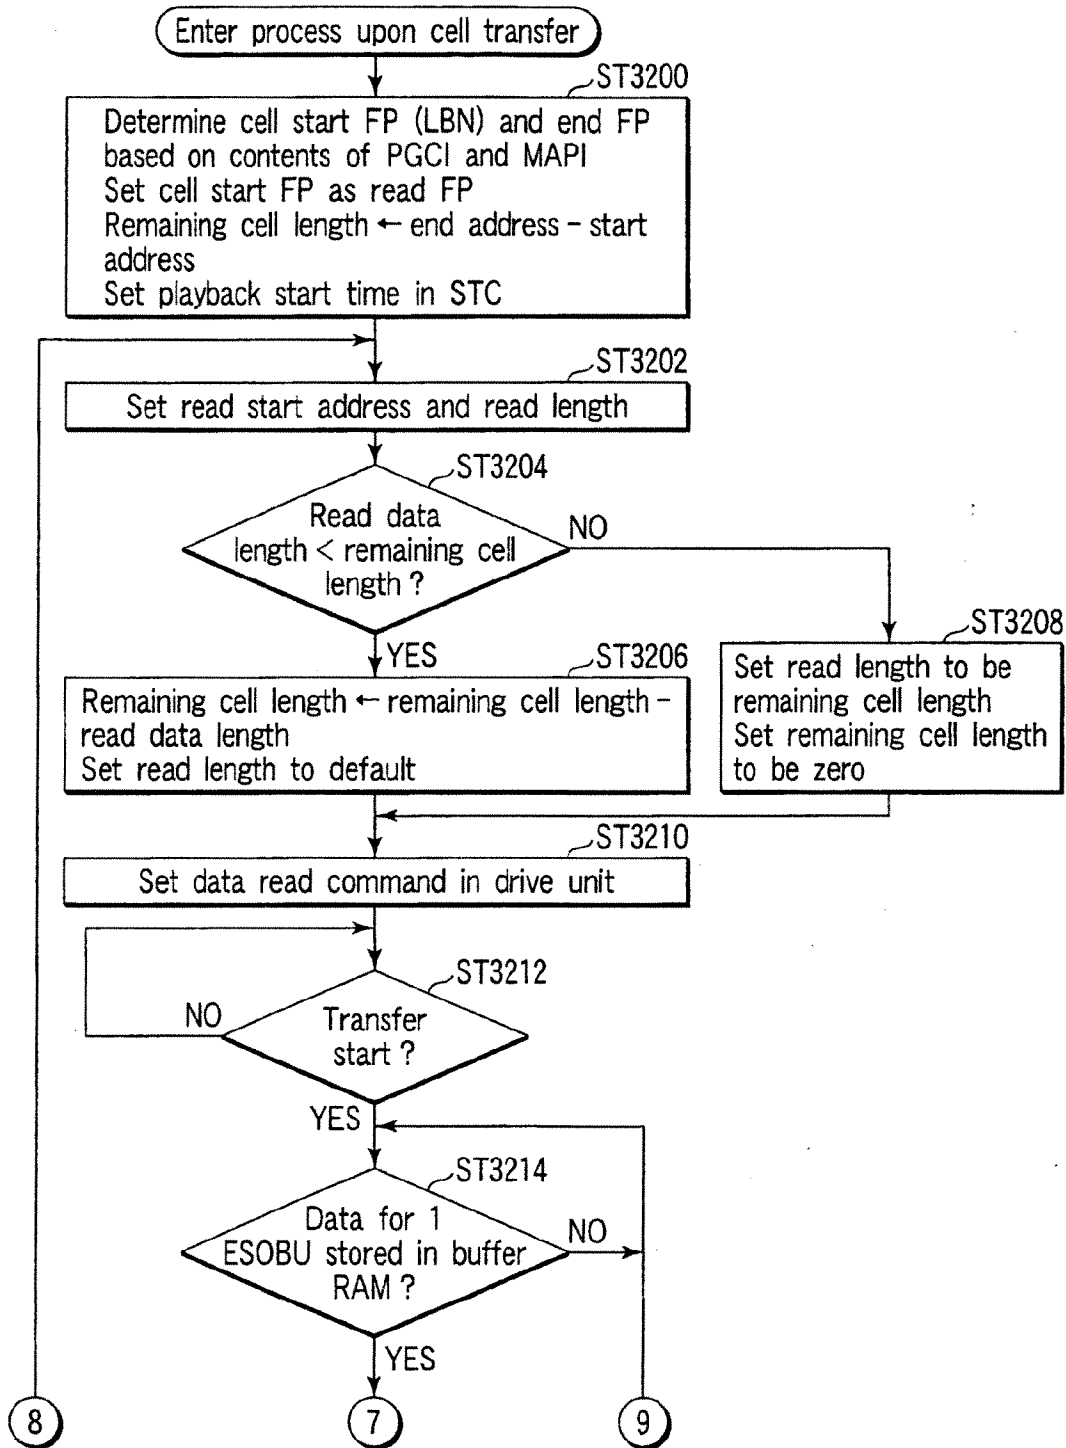 Enter process upon cell transfer
ST3200
Determine cell start FP (LBN) and end FP
based on contents of PGCI and MAPI
Set cell start FP as read FP
Remaining cell length ← end address - start
address
Set playback start time in STC
ST3202
Set read start address and read length
ST3204
Read data
length < remaining cell
length ?
NO
YES
ST3206
Remaining cell length ← remaining cell length -
read data length
Set read length to default
ST3208
Set read length to be
remaining cell length
Set remaining cell length
to be zero
ST3210
Set data read command in drive unit
ST3212
Transfer
start ?
NO
YES
ST3214
Data for 1
ESOBU stored in buffer
RAM ?
NO
YES
8
7
9